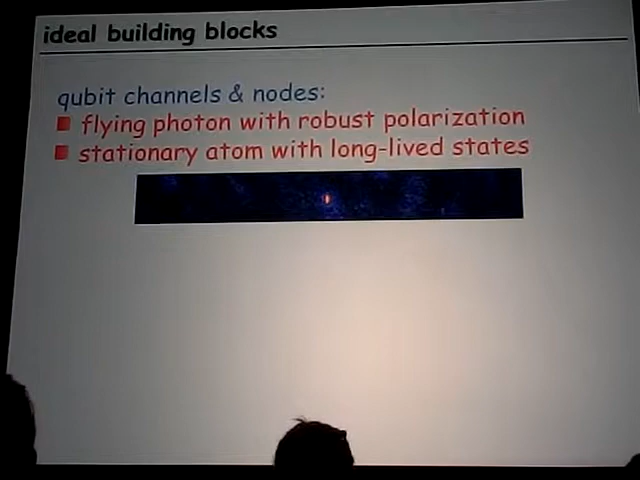 ideal building blocks
qubit channels & nodes:
flying photon with robust polarization
stationary atom with long-lived states